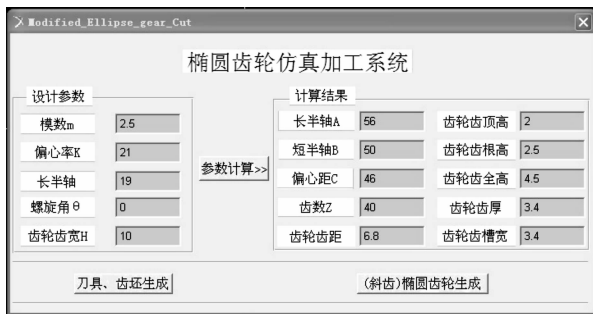 Modified_Ellipse_gear_Cut
椭圆齿轮仿真加工系统
设计参数
模数m 2.5
偏心率K 21
长半轴 19
螺旋角θ 0
齿轮齿宽H 10
参数计算>>
计算结果
长半轴A 56 齿轮齿顶高 2
短半轴B 50 齿轮齿根高 2.5
偏心距C 46 齿轮齿全高 4.5
齿数Z 40 齿轮齿厚 3.4
齿轮齿距 6.8 齿轮齿槽宽 3.4
刀具、齿坯生成
(斜齿)椭圆齿轮生成